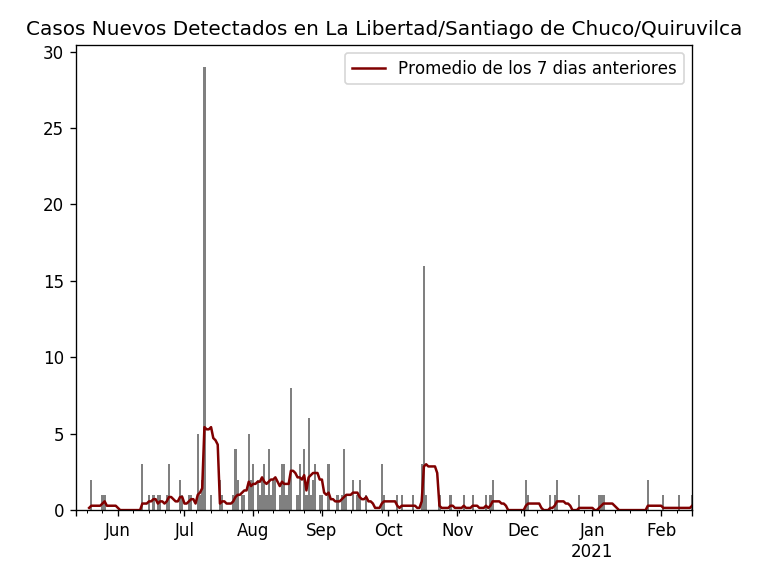 Casos Nuevos Detectados en La Libertad/Santiago de Chuco/Quiruvilca
Promedio de los 7 dias anteriores
30
25
20
15
10
5
0
Jun Jul Aug Sep Oct Nov Dec Jan Feb
2021